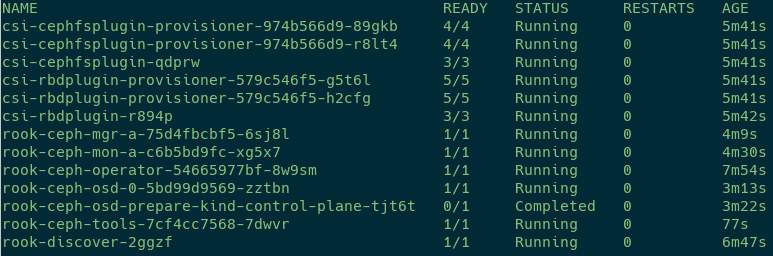 NAME READY STATUS RESTARTS AGE
csi-cephfsplugin-provisioner-974b566d9-89gkb 4/4 Running 0 5m41s
csi-cephfsplugin-provisioner-974b566d9-r8lt4 4/4 Running 0 5m41s
csi-cephfsplugin-qdprw 3/3 Running 0 5m41s
csi-rbdplugin-provisioner-579c546f5-g5t6l 5/5 Running 0 5m41s
csi-rbdplugin-provisioner-579c546f5-h2cfg 5/5 Running 0 5m41s
csi-rbdplugin-r894p 3/3 Running 0 5m42s
rook-ceph-mgr-a-75d4fbcbf5-6sj8l 1/1 Running 0 4m9s
rook-ceph-mon-a-c6b5bd9fc-xg5x7 1/1 Running 0 4m30s
rook-ceph-operator-54665977bf-8w9sm 1/1 Running 0 7m54s
rook-ceph-osd-0-5bd99d9569-zztbn 1/1 Running 0 3m13s
rook-ceph-osd-prepare-kind-control-plane-tjt6t 0/1 Completed 0 3m22s
rook-ceph-tools-7cf4cc7568-7dwvr 1/1 Running 0 77s
rook-discover-2ggzf 1/1 Running 0 6m47s